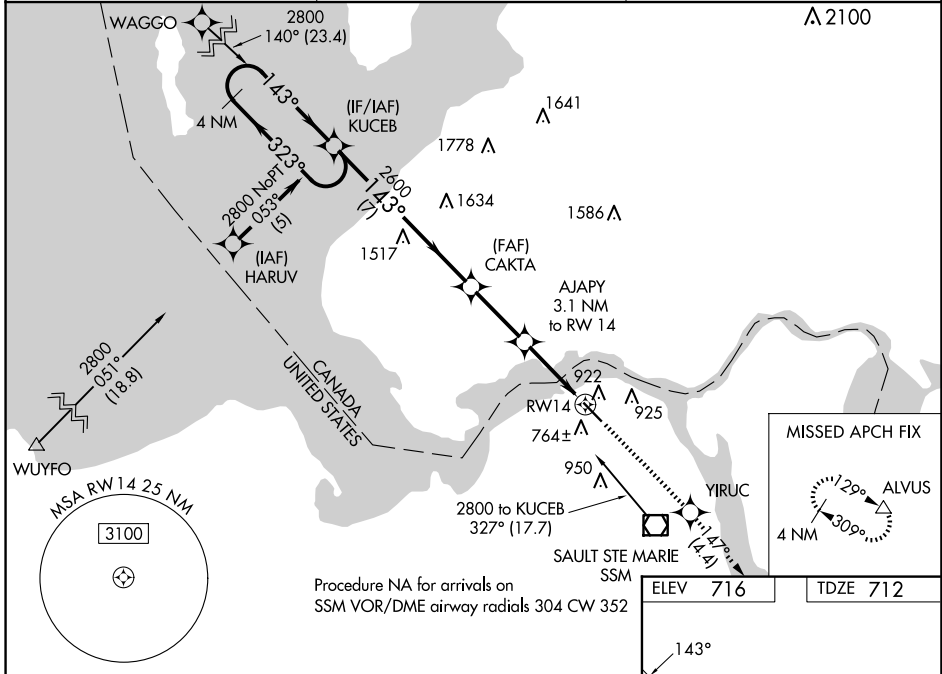 WAGGO
2800
140° (23.4)
2100
143°
(IF/IAF)
KUCEB
4 NM
323°
2800 NoPT
053°
(5)
(IAF)
HARUV
2600
143°
(7)
1641
1778
1634
1586
1517
(FAF)
CAKTA
AJAPY
3.1 NM
to RW 14
2800
051°
(18.8)
WUYFO
CANADA
UNITED STATES
922
RW14
925
764±
950
YIRUC
2800 to KUCEB
327° (17.7)
147°
(4.4)
SAULT STE MARIE
SSM
MISSED APCH FIX
129°
ALVUS
4 NM
309°
MSA RW14 25 NM
3100
Procedure NA for arrivals on
SSM VOR/DME airway radials 304 CW 352
ELEV 716
TDZE 712
143°